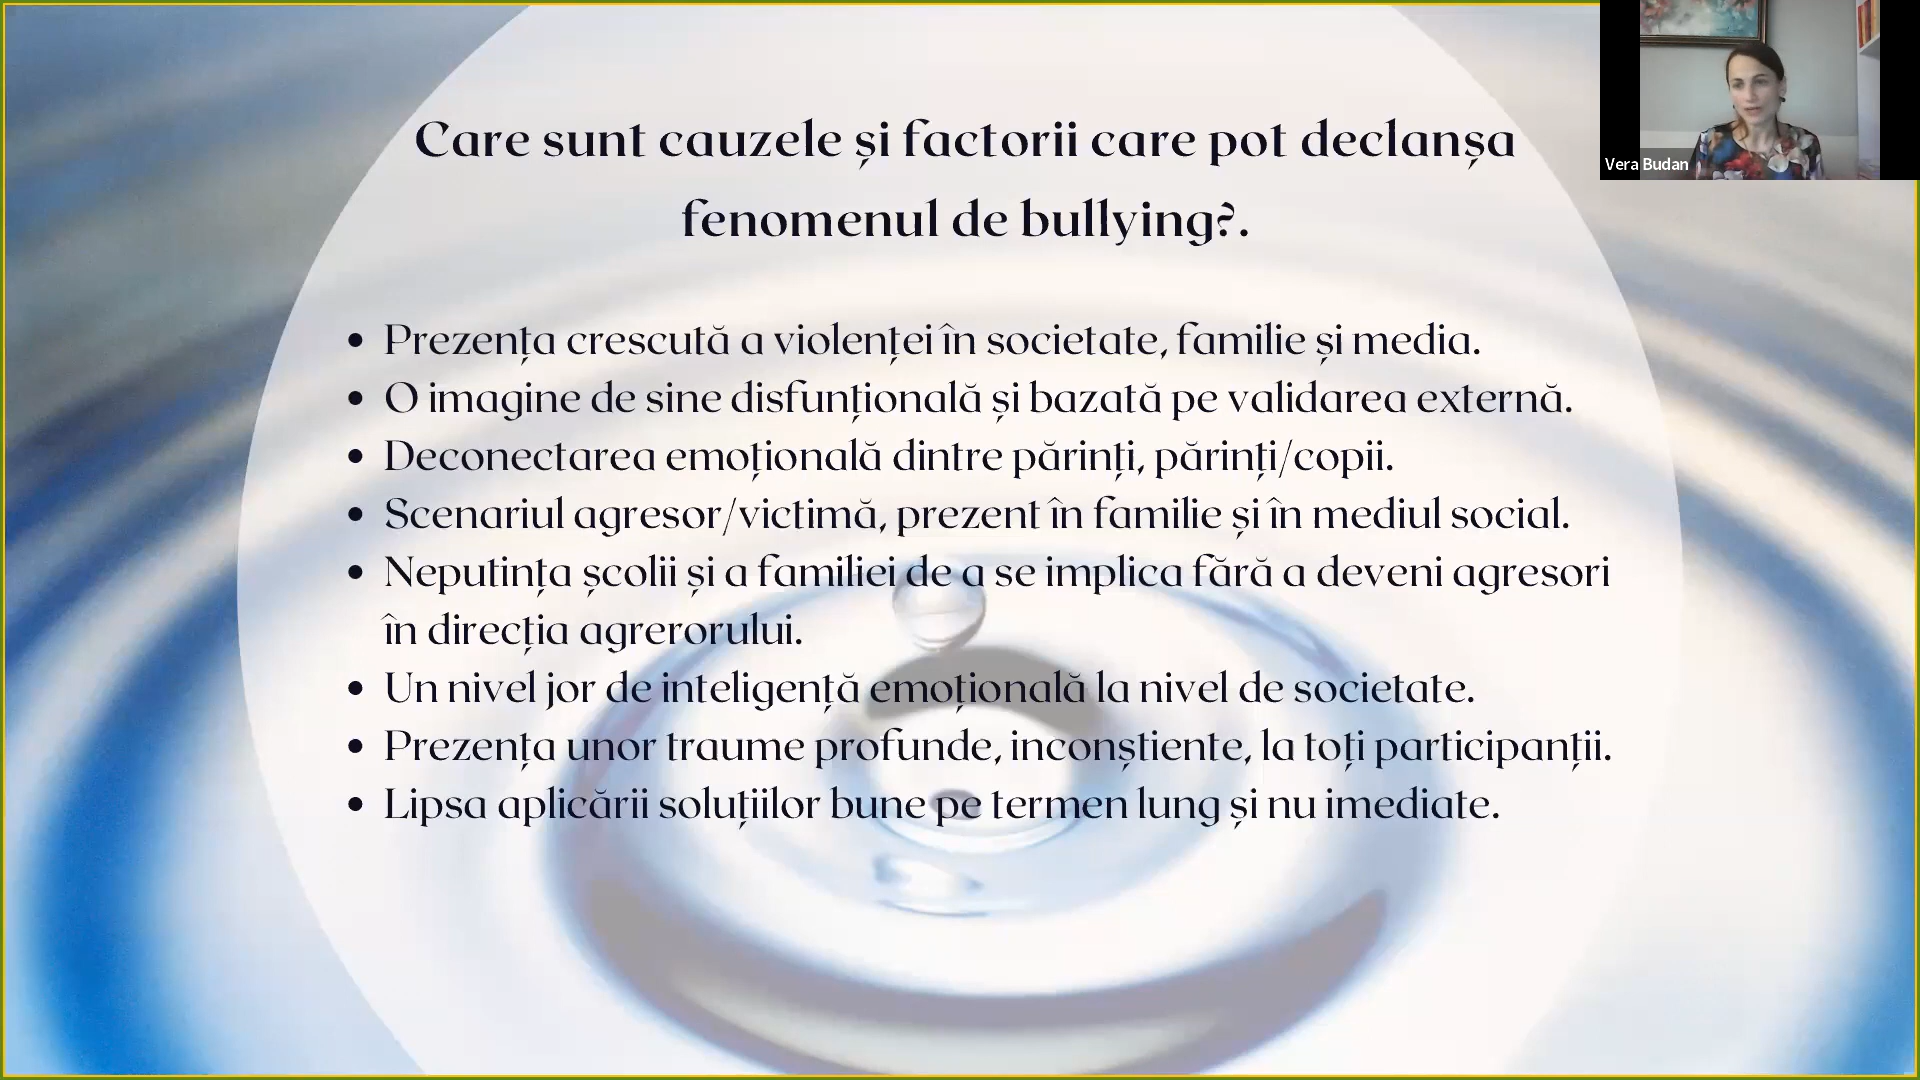 Care sunt cauzele și factorii care pot declanșa
fenomenul de bullying?.
Vera Budan
• Prezența crescută a violenței în societate, familie și media.
• O imagine de sine disfuncțională și bazată pe validarea externă.
• Deconectarea emoțională dintre părinți, părinți/copii.
• Scenariul agresor/victimă, prezent în familie și în mediul social.
• Neputința școlii și a familiei de a se implica fără a deveni agresori
în direcția agrerorului.
• Un nivel jor de inteligență emoțională la nivel de societate.
• Prezența unor traume profunde, inconștiente, la toți participanții.
• Lipsa aplicării soluțiilor bune pe termen lung și nu imediate.